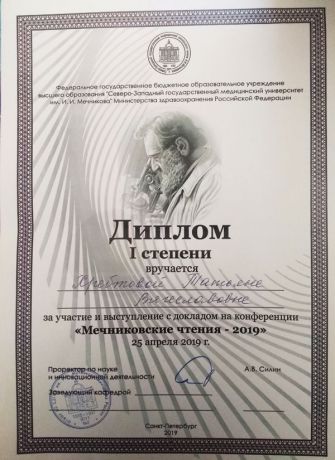 Федеральное государственное бюджетное образовательное учреждение
высшего образования "Северо-Западный государственный медицинский университет
им. И. И. Мечникова" Министерства здравоохранения Российской Федерации
Диплом
I степени
вручается
Хребтовой Татьяне
Вячеславовне
за участие и выступление с докладом на конференции
«Мечниковские чтения - 2019»
25 апреля 2019 г.
Проректор по науке
и инновационной деятельности
А.В. Силин
Заведующий кафедрой
Санкт-Петербург
2019